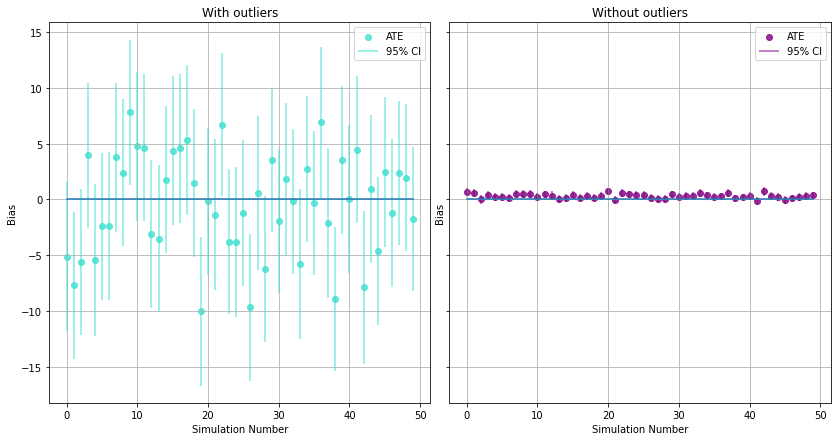 With outliers
ATE
95% CI
15
10
5
0
−5
−10
−15
Bias
0
10
20
30
40
50
Simulation Number
Without outliers
ATE
95% CI
Bias
0
10
20
30
40
50
Simulation Number